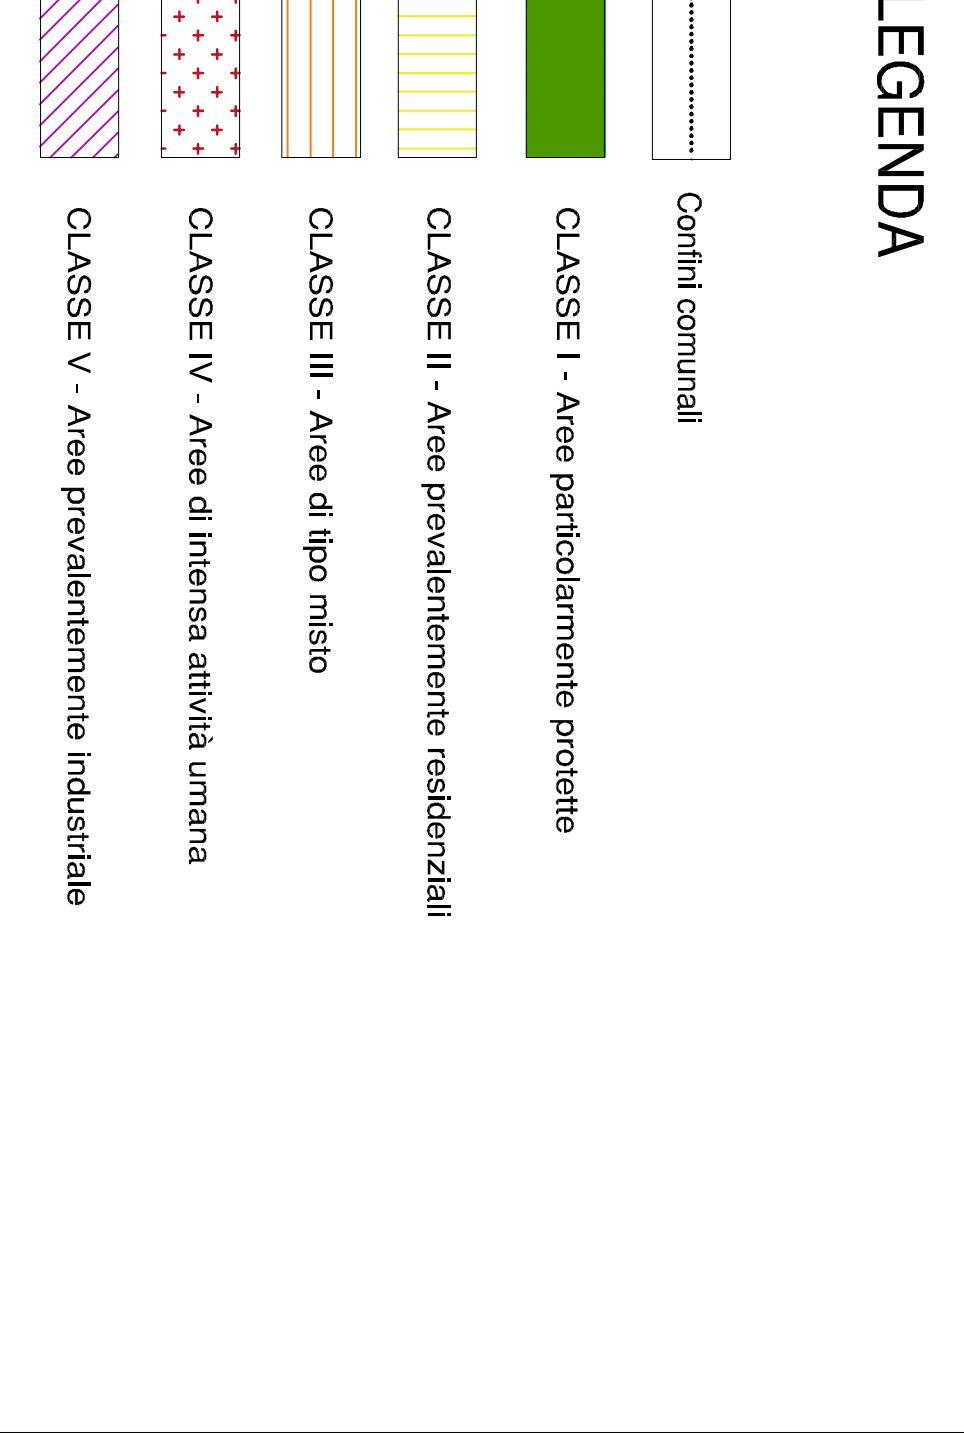 LEGENDA
Confini comunali
CLASSE I - Aree particolarmente protette
CLASSE II - Aree prevalentemente residenziali
CLASSE III - Aree di tipo misto
CLASSE IV - Aree di intensa attività umana
CLASSE V - Aree prevalentemente industriale